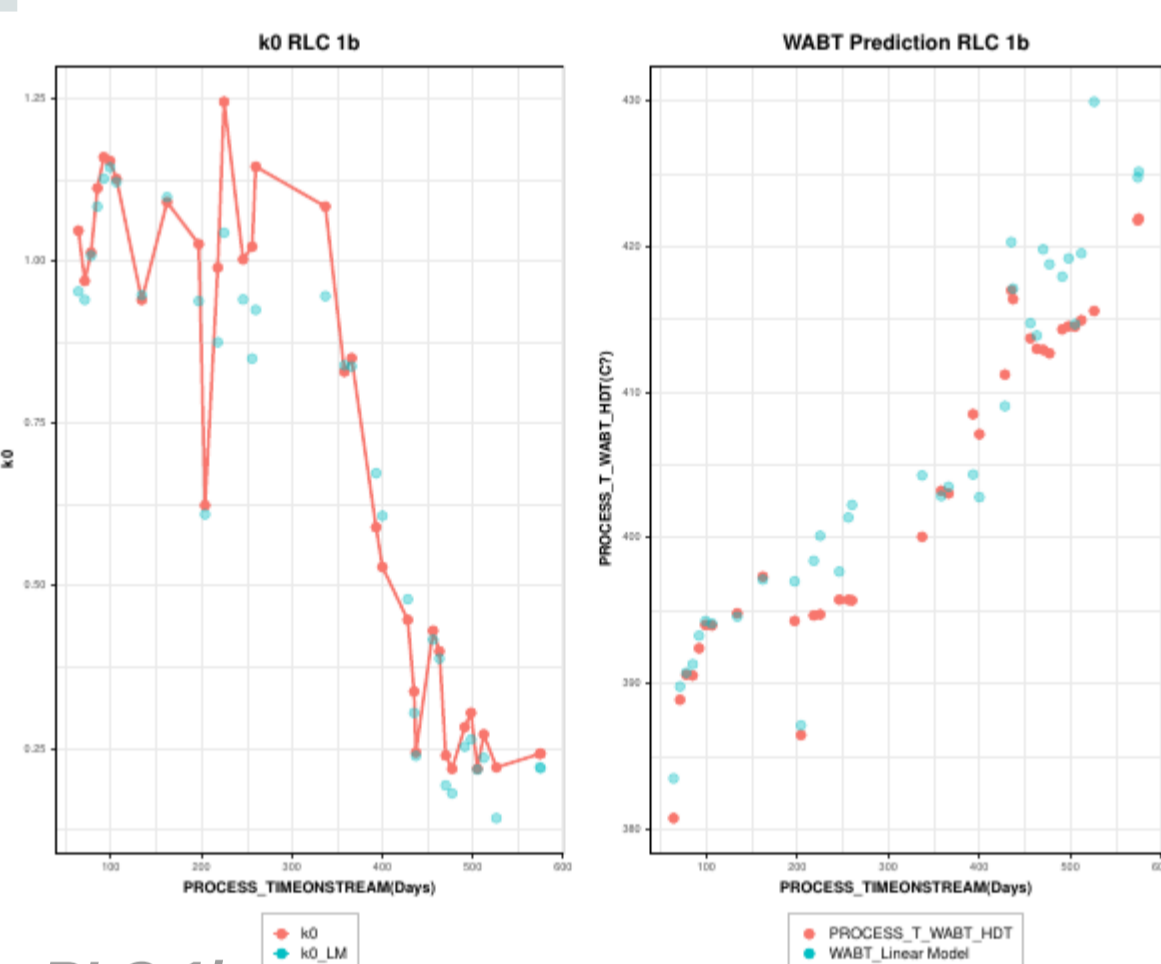 k0 RLC 1b
WABT Prediction RLC 1b
1.25
1.00
0.75
0.50
0.25
k0
100 200 300 400 500 600
PROCESS_TIMEONSTREAM(Days)
k0
k0_LM
430
420
410
400
390
380
PROCESS_T_WABT_HDT(C?)
100 200 300 400 500
PROCESS_TIMEONSTREAM(Days)
PROCESS_T_WABT_HDT
WABT_Linear Model